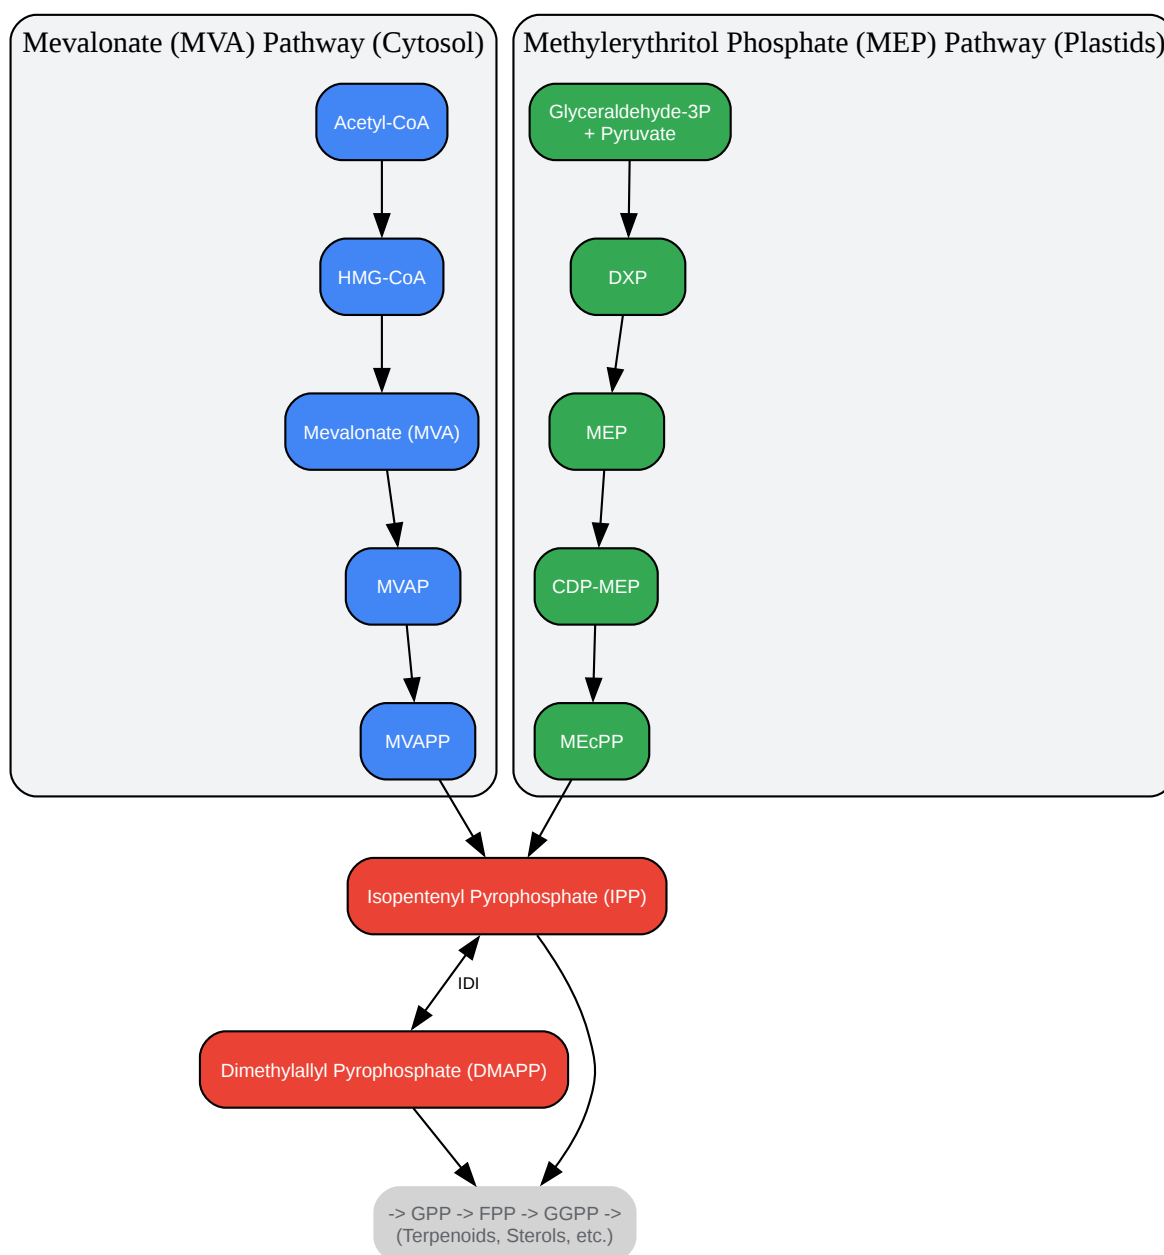 Mevalonate (MVA) Pathway (Cytosol)
Acetyl-CoA
HMG-CoA
Mevalonate (MVA)
MVAP
MVAPP
Methylerythritol Phosphate (MEP) Pathway (Plastids)
Glyceraldehyde-3P
+ Pyruvate
DXP
MEP
CDP-MEP
MEcPP
Isopentenyl Pyrophosphate (IPP)
IDI
Dimethylallyl Pyrophosphate (DMAPP)
-> GPP -> FPP -> GGPP ->
(Terpenoids, Sterols, etc.)